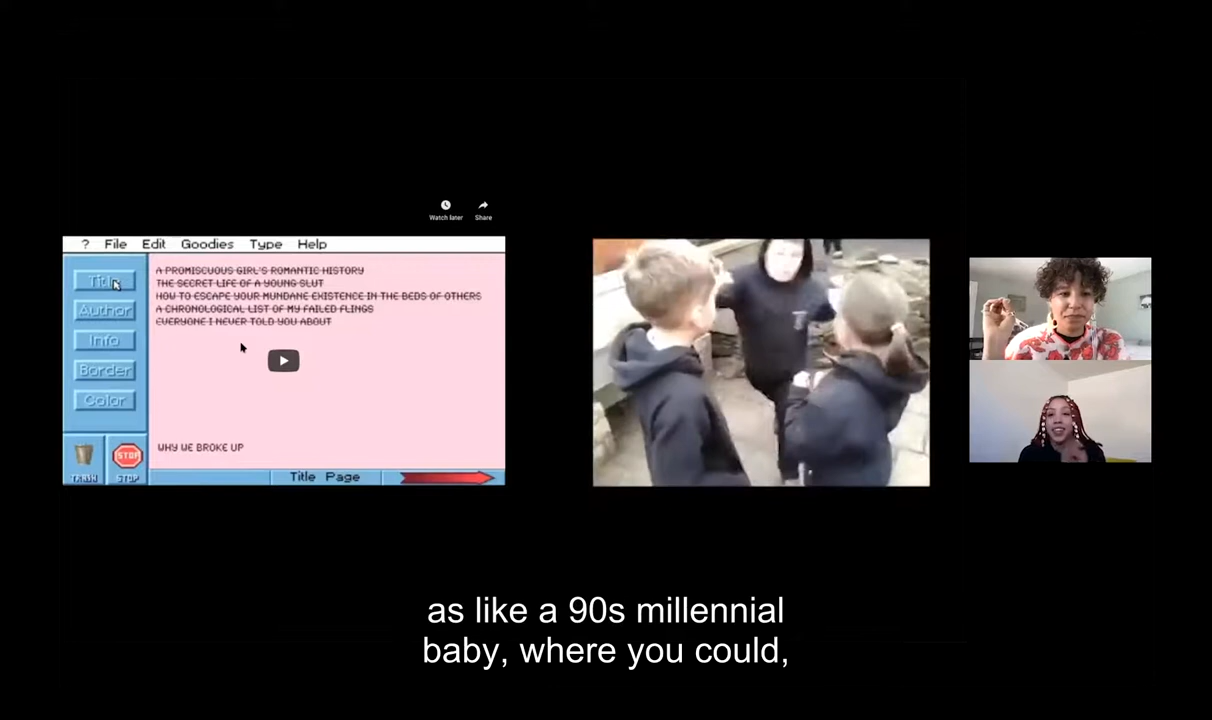 Watch later
Share
? File Edit Goodies Type Help
Title
Author
Info
Border
Color
A PROMISCUOUS GIRL'S ROMANTIC HISTORY
THE SECRET LIFE OF A YOUNG SLUT
HOW TO ESCAPE YOUR MUNDANE EXISTENCE IN THE BEDS OF OTHERS
A CHRONOLOGICAL LIST OF MY FAILED FLINGS
EVERYONE I NEVER TOLD YOU ABOUT
WHY WE BROKE UP
STOP
TRASH
STOP
Title Page
as like a 90s millennial
baby, where you could,